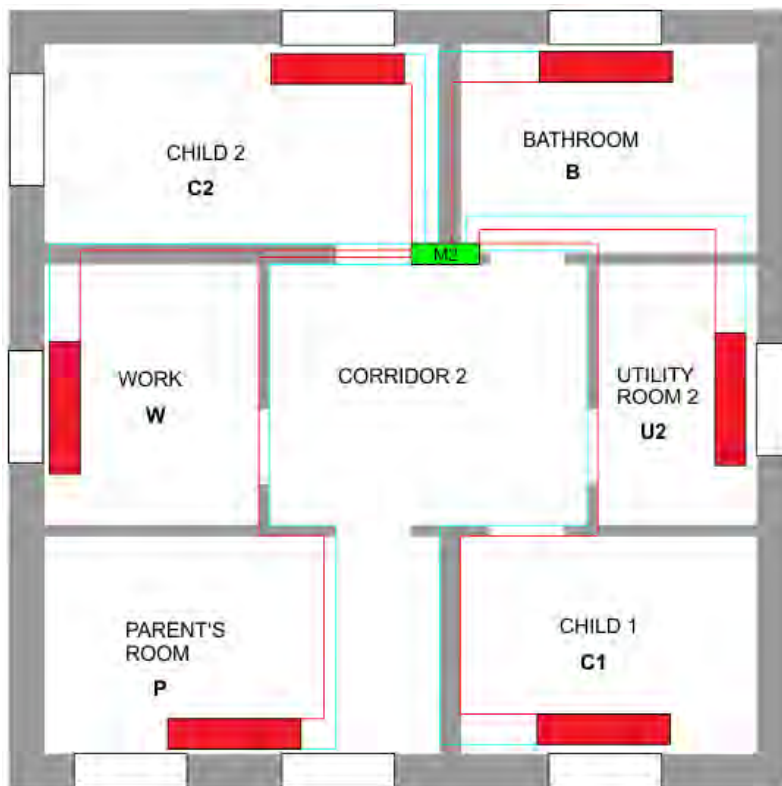 CHILD 2
C2
BATHROOM
B
M2
WORK
W
CORRIDOR 2
UTILITY
ROOM 2
U2
PARENT'S
ROOM
P
CHILD 1
C1